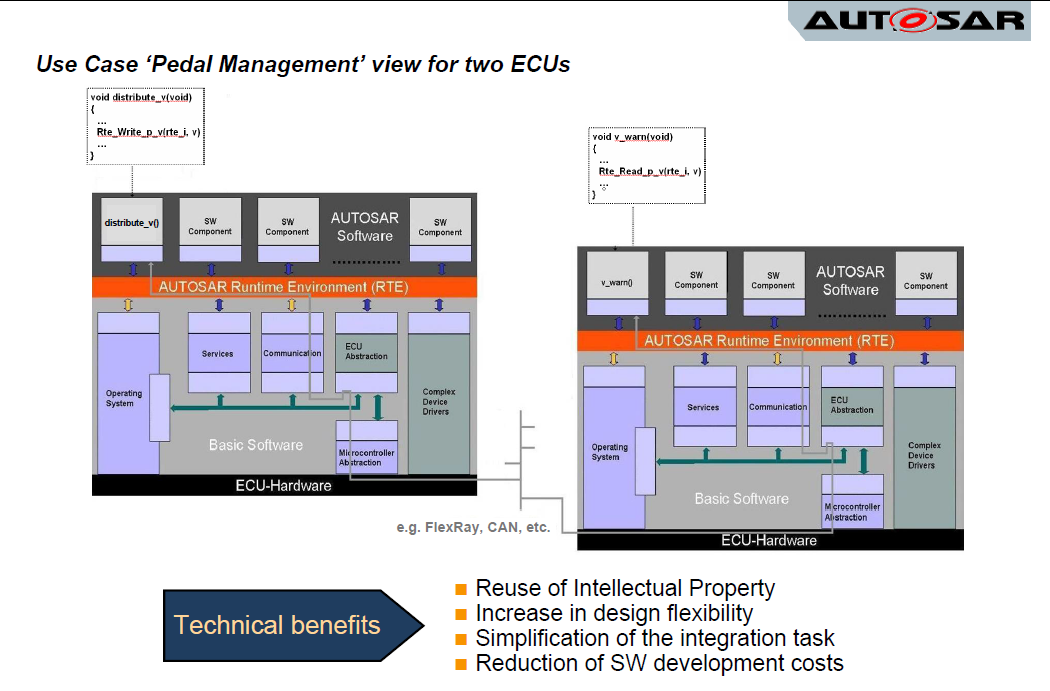 AUTOSAR
Use Case ‘Pedal Management’ view for two ECUs
void distribute_v(void)
{
...
Rte_Write_p_v(rte_i, v)
...
}
void v_warn(void)
{
...
Rte_Read_p_v(rte_i, v)
...
}
distribute_v()
SW
Component
SW
Component
AUTOSAR
Software
SW
Component
AUTOSAR Runtime Environment (RTE)
Operating
System
Services
Communication
ECU
Abstraction
Complex
Device
Drivers
Basic Software
Microcontroller
Abstraction
ECU-Hardware
v_warn()
SW
Component
SW
Component
AUTOSAR
Software
SW
Component
AUTOSAR Runtime Environment (RTE)
Operating
System
Services
Communication
ECU
Abstraction
Complex
Device
Drivers
Basic Software
Microcontroller
Abstraction
ECU-Hardware
e.g. FlexRay, CAN, etc.
Technical benefits
Reuse of Intellectual Property
Increase in design flexibility
Simplification of the integration task
Reduction of SW development costs